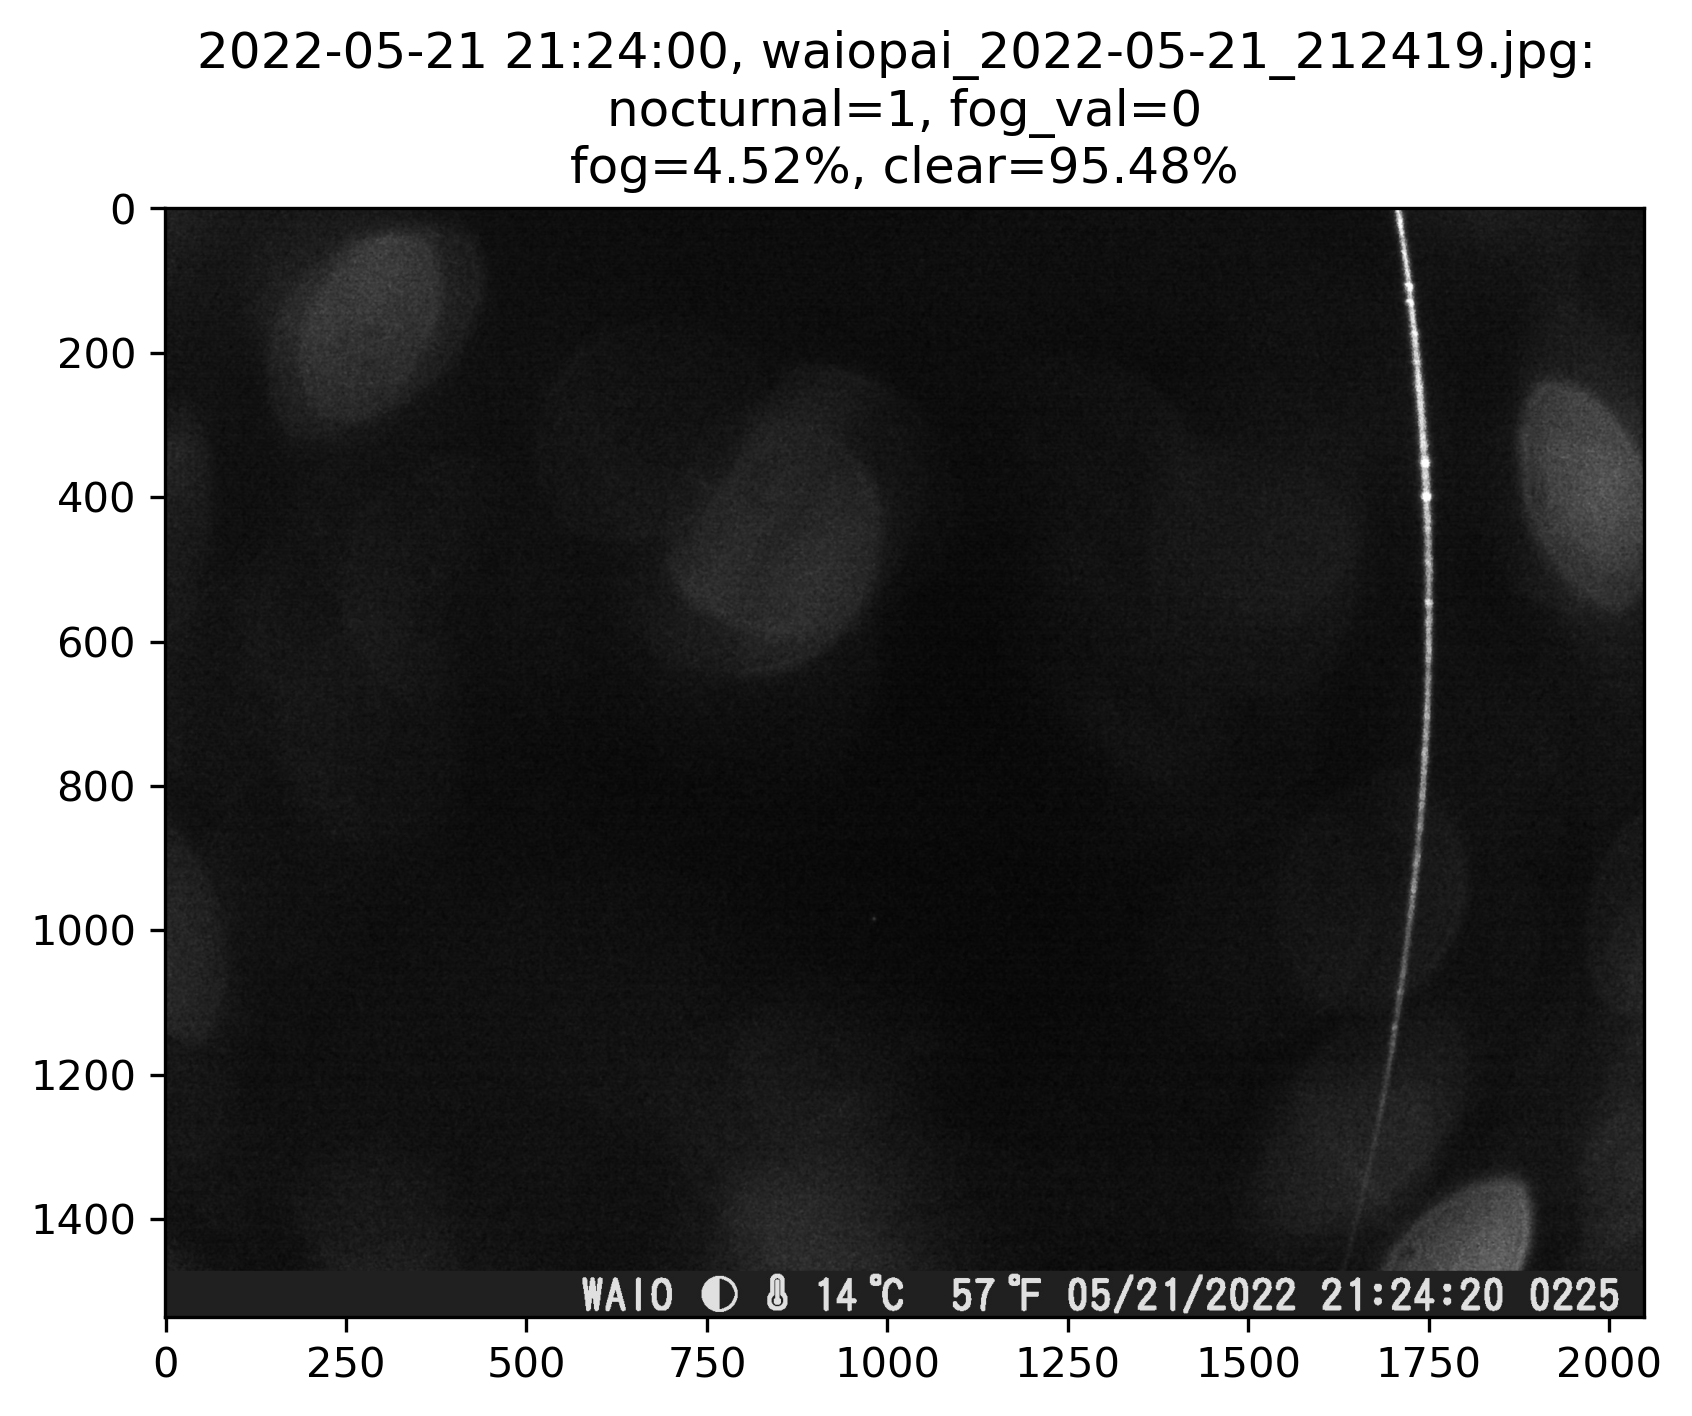 2022-05-21 21:24:00, waiopai_2022-05-21_212419.jpg:
nocturnal=1, fog_val=0
fog=4.52%, clear=95.48%
0
200
400
600
800
1000
1200
1400
WAIO 14°C 57°F 05/21/2022 21:24:20 0225
0 250 500 750 1000 1250 1500 1750 2000